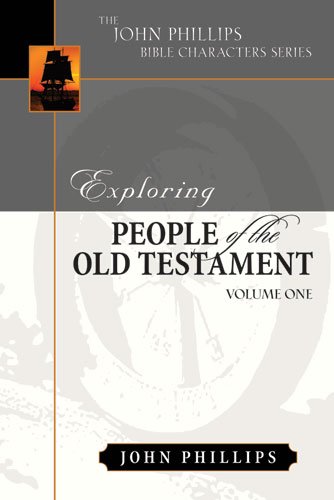 THE
JOHN PHILLIPS
BIBLE CHARACTERS SERIES
Exploring
PEOPLE of the
OLD TESTAMENT
VOLUME ONE
JOHN PHILLIPS